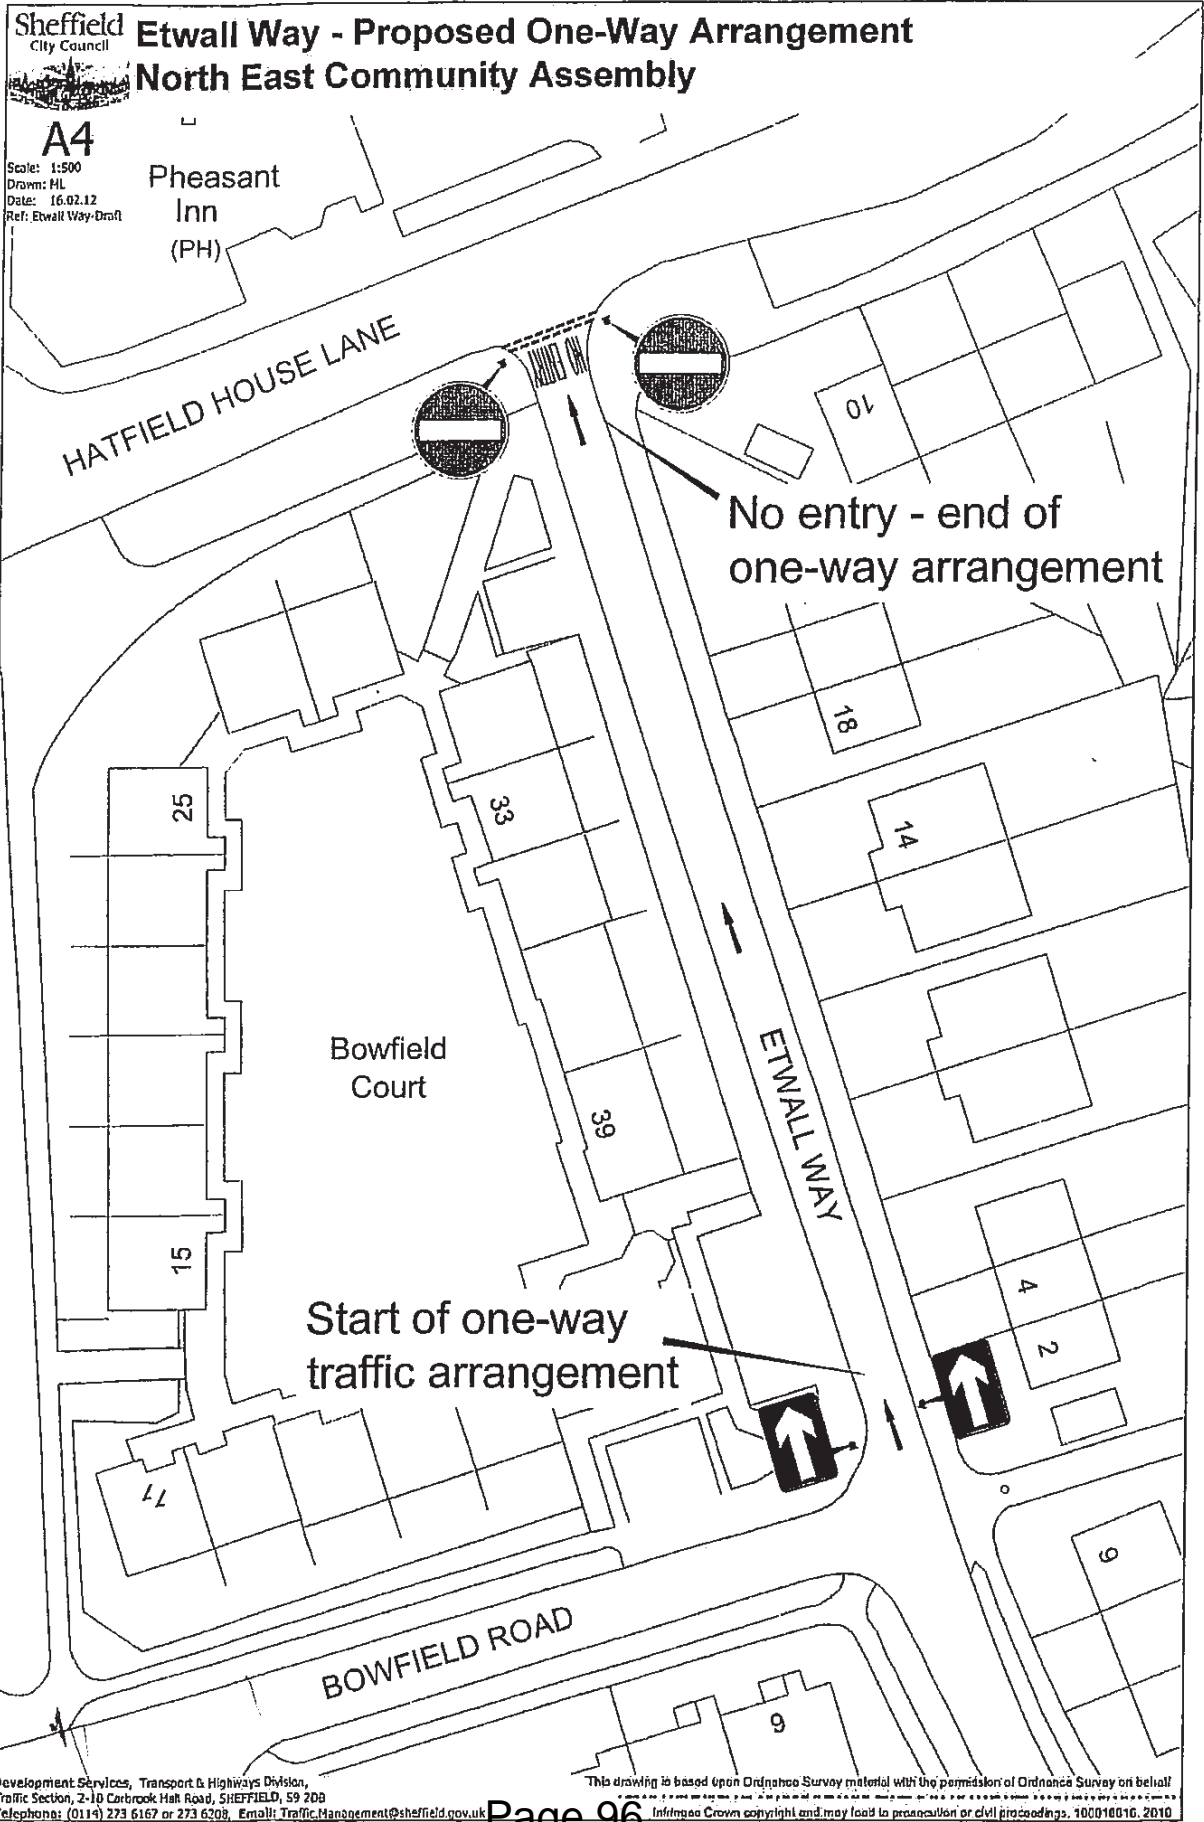 Sheffield
City Council
Etwall Way - Proposed One-Way Arrangement
North East Community Assembly
A4
Scale: 1:500
Drawn: ML
Date: 16.02.12
Ref: Etwall Way-Draft
Pheasant
Inn
(PH)
HATFIELD HOUSE LANE
10
No entry - end of
one-way arrangement
18
25
33
14
Bowfield
Court
39
ETWALL WAY
15
4
2
Start of one-way
traffic arrangement
77
9
BOWFIELD ROAD
9
Development Services, Transport & Highways Division,
Traffic Section, 2-10 Carbrook Hall Road, SHEFFIELD, S9 2DB
Telephone: (0114) 273 6167 or 273 6208, Email: Traffic.Management@sheffield.gov.uk
Page 96
This drawing is based upon Ordnance Survey material with the permission of Ordnance Survey on behalf
Infringes Crown copyright and may lead to prosecution or civil proceedings. 100018816. 2010